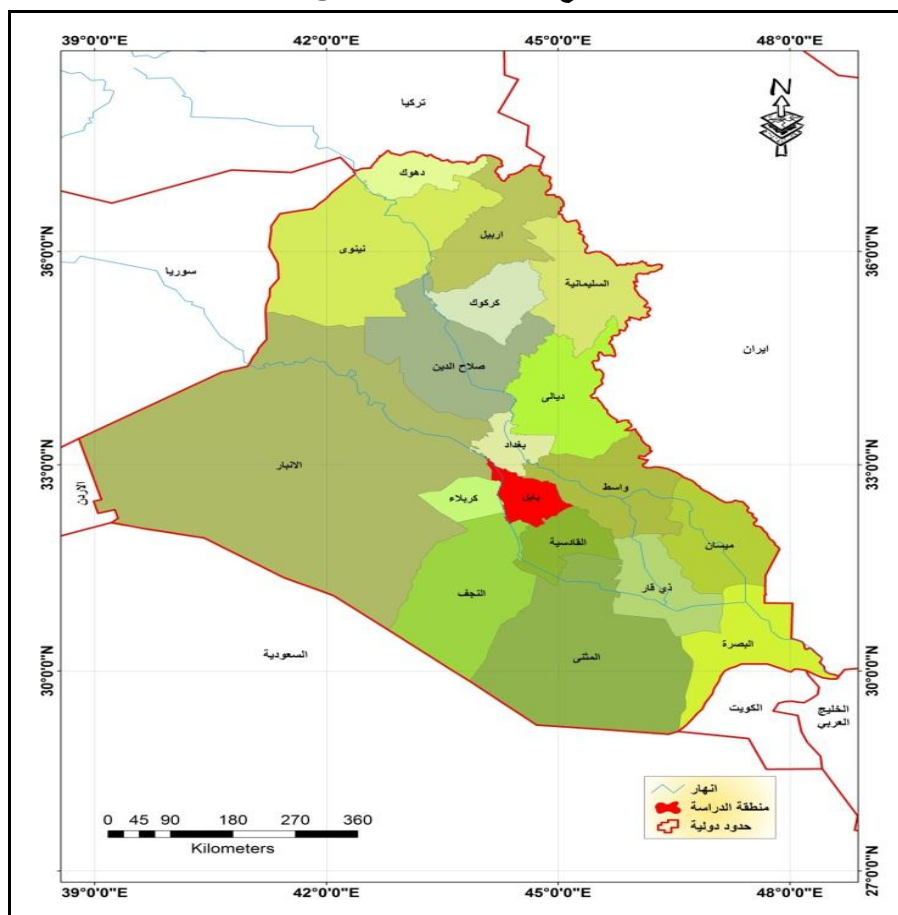 39°0'0"E 42°0'0"E 45°0'0"E 48°0'0"E
N
تركيا
دهوك
اربيل
نينوى
36°0'0"N 36°0'0"N
سوريا
السليمانية
كركوك
ايران
صلاح الدين
ديالى
بغداد
33°0'0"N 33°0'0"N
الانبار
واسط
الاردن
كربلاء
بابل
القادسية
ميسان
النجف
ذي قار
البصرة
السعودية
المثنى
30°0'0"N 30°0'0"N
الكويت
الخليج
العربي
انهار
منطقة الدراسة
حدود دولية
0 45 90 180 270 360
Kilometers
27°0'0"N
39°0'0"E 42°0'0"E 45°0'0"E 48°0'0"E